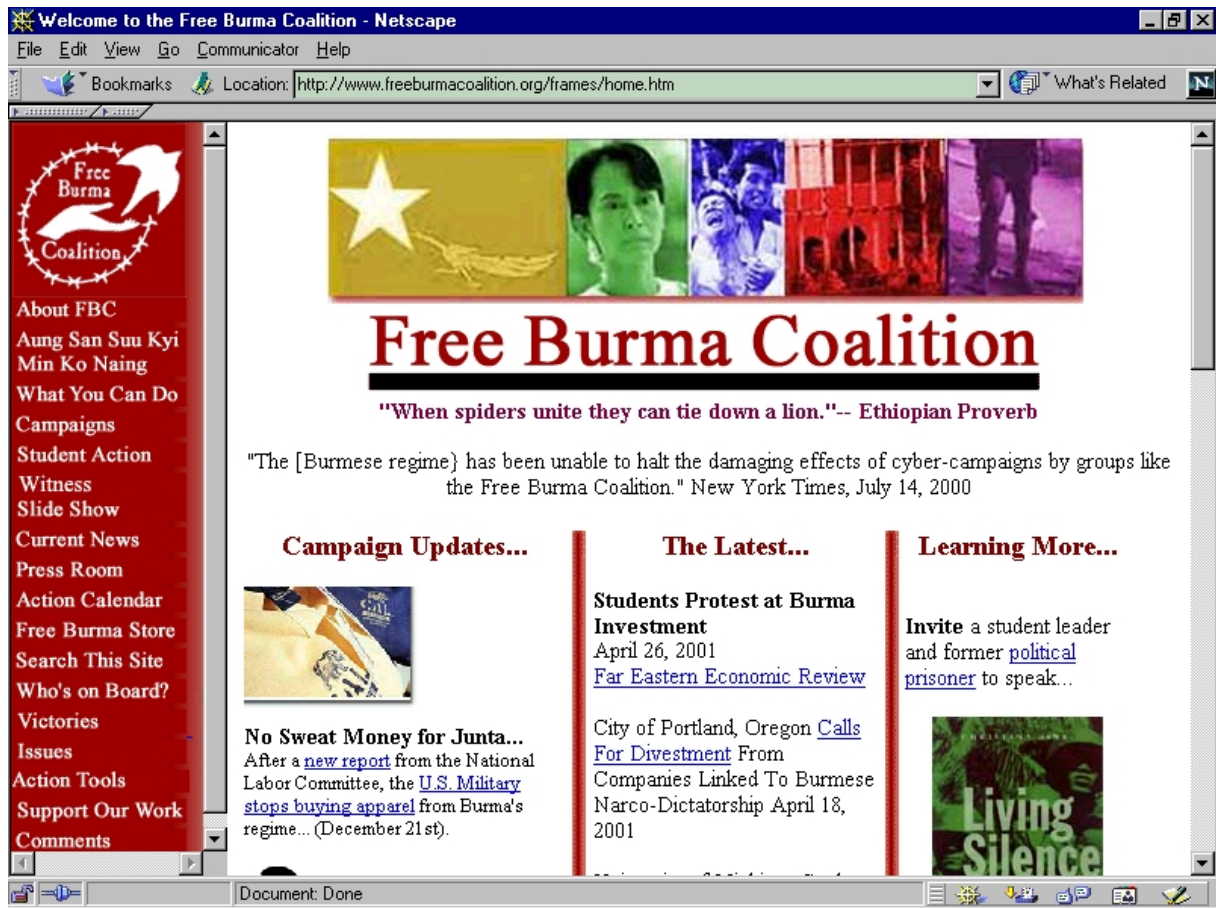 Welcome to the Free Burma Coalition - Netscape
File Edit View Go Communicator Help
Bookmarks Location: http://www.freeburmacoalition.org/frames/home.htm What's Related N
Free
Burma
Coalition
About FBC
Aung San Suu Kyi
Min Ko Naing
What You Can Do
Campaigns
Student Action
Witness
Slide Show
Current News
Press Room
Action Calendar
Free Burma Store
Search This Site
Who's on Board?
Victories
Issues
Action Tools
Support Our Work
Comments
Free Burma Coalition
"When spiders unite they can tie down a lion."-- Ethiopian Proverb
"The [Burmese regime} has been unable to halt the damaging effects of cyber-campaigns by groups like
the Free Burma Coalition." New York Times, July 14, 2000
Campaign Updates...
No Sweat Money for Junta...
After a new report from the National
Labor Committee, the U.S. Military
stops buying apparel from Burma's
regime... (December 21st).
The Latest...
Students Protest at Burma
Investment
April 26, 2001
Far Eastern Economic Review
City of Portland, Oregon Calls
For Divestment From
Companies Linked To Burmese
Narco-Dictatorship April 18,
2001
Learning More...
Invite a student leader
and former political
prisoner to speak...
Living
Silence
Document: Done